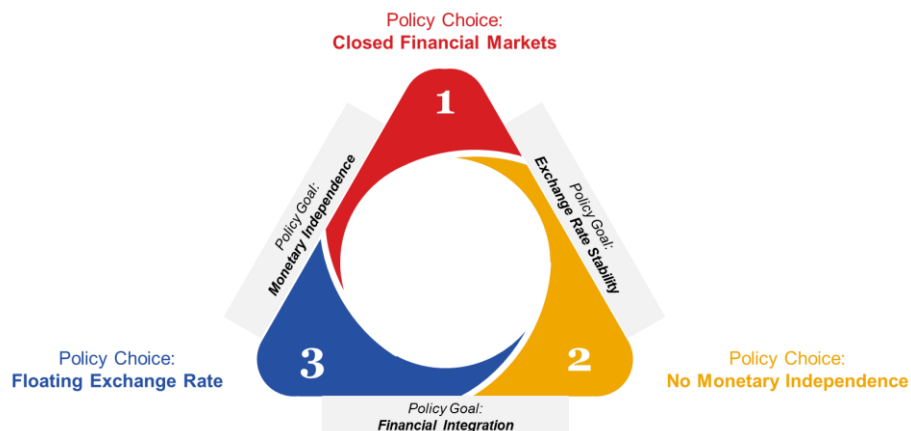 Policy Choice:
Closed Financial Markets
1
Policy Goal:
Monetary Independence
Policy Goal:
Exchange Rate Stability
3
2
Policy Choice:
Floating Exchange Rate
Policy Choice:
No Monetary Independence
Policy Goal:
Financial Integration